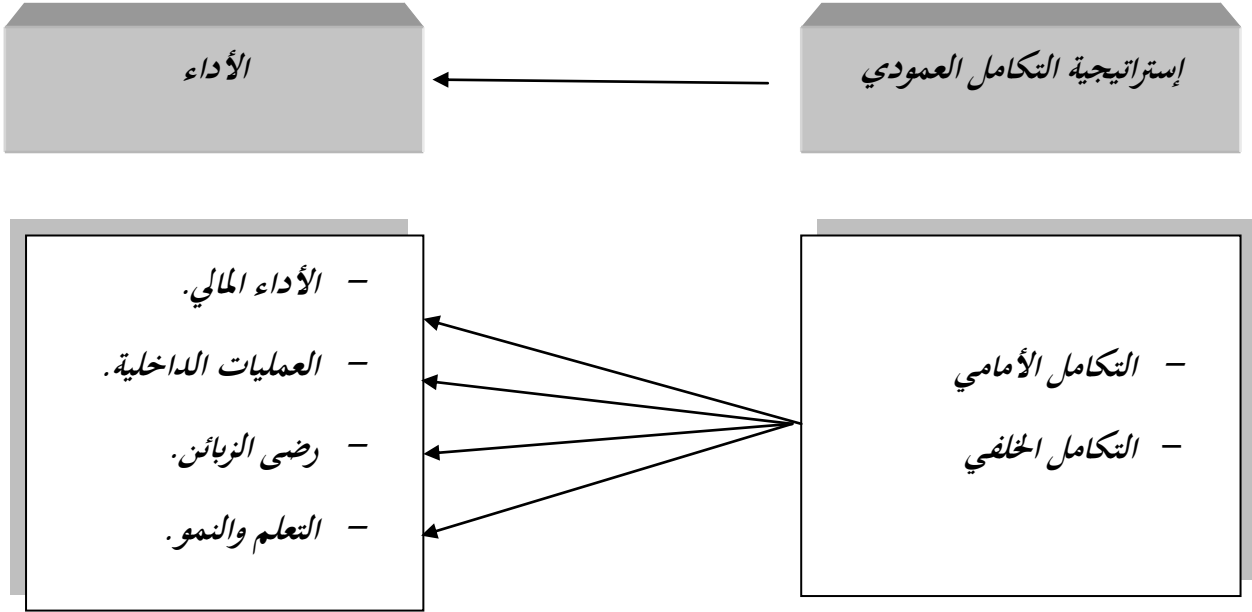 إستراتيجية التكامل العمودي
الأداء
– التكامل الأمامي
– التكامل الخلفي
– الأداء المالي.
– العمليات الداخلية.
– رضى الزبائن.
– التعلم والنمو.